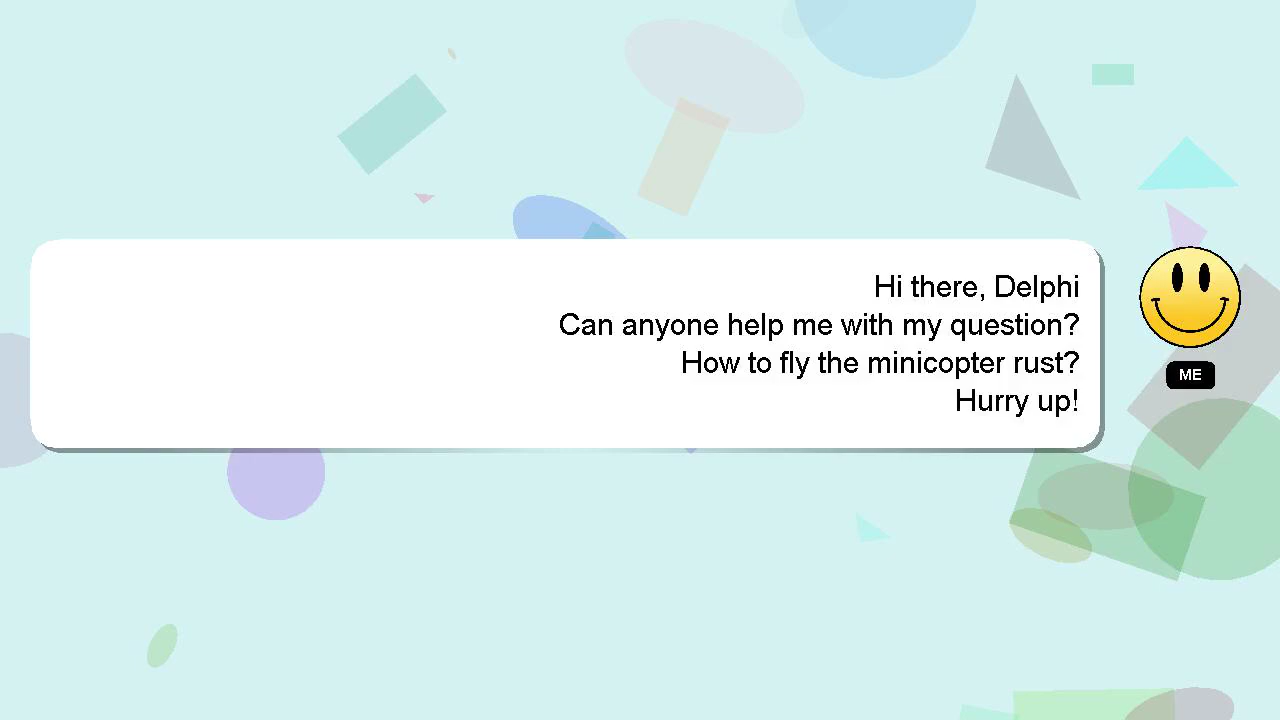 Hi there, Delphi
Can anyone help me with my question?
How to fly the minicopter rust?
Hurry up!
ME